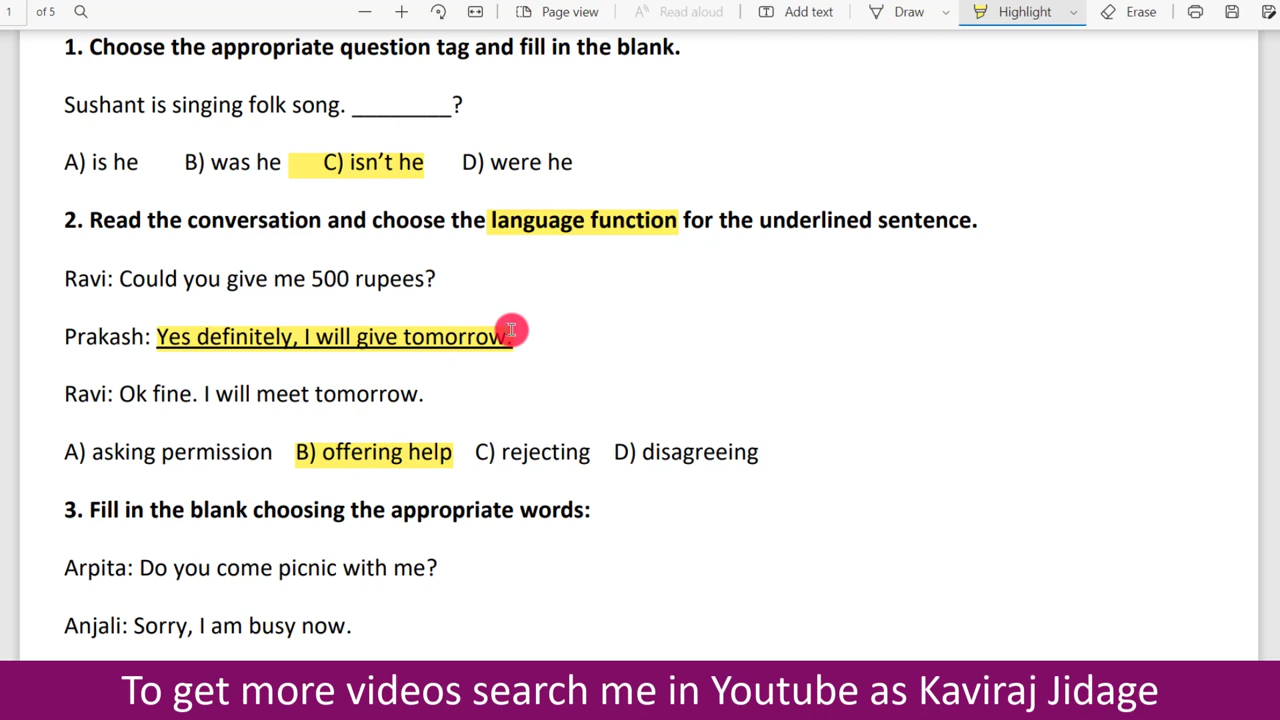 1 of 5 Page view Read aloud Add text Draw Highlight Erase
1. Choose the appropriate question tag and fill in the blank.
Sushant is singing folk song. _________?
A) is he B) was he C) isn't he D) were he
2. Read the conversation and choose the language function for the underlined sentence.
Ravi: Could you give me 500 rupees?
Prakash: Yes definitely, I will give tomorrow.
Ravi: Ok fine. I will meet tomorrow.
A) asking permission B) offering help C) rejecting D) disagreeing
3. Fill in the blank choosing the appropriate words:
Arpita: Do you come picnic with me?
Anjali: Sorry, I am busy now.
To get more videos search me in Youtube as Kaviraj Jidage